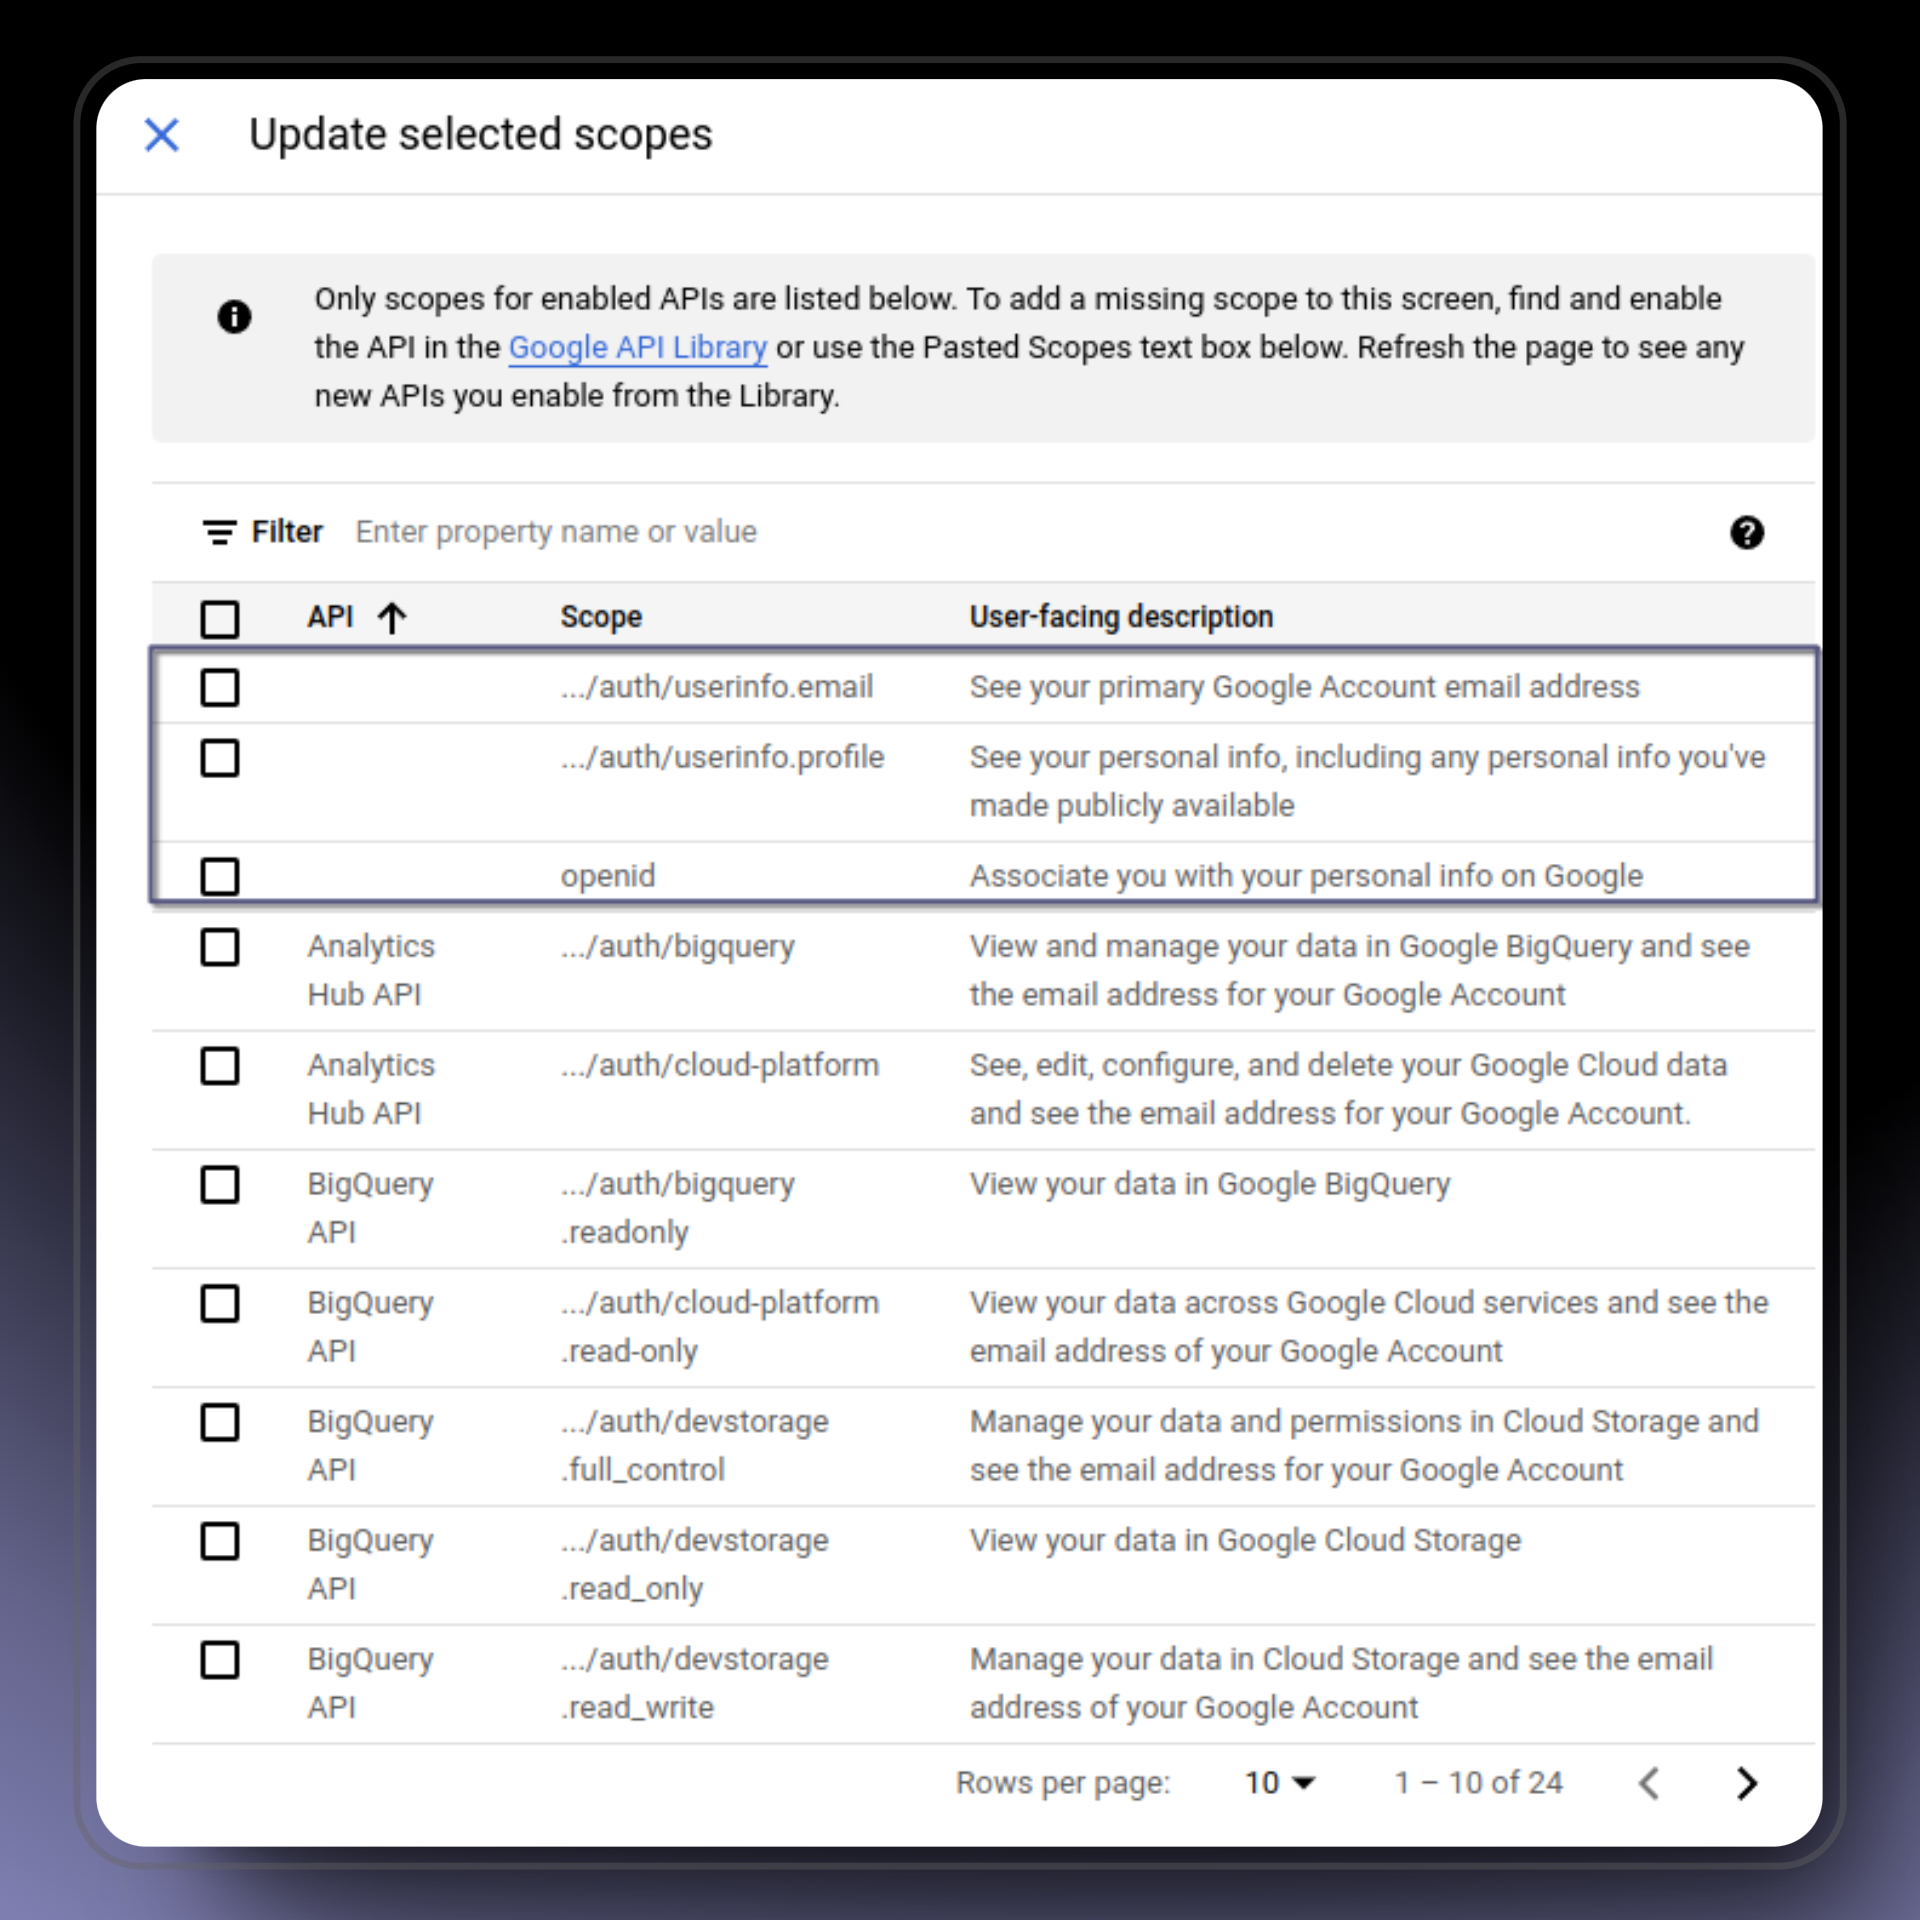 Update selected scopes
Only scopes for enabled APIs are listed below. To add a missing scope to this screen, find and enable
the API in the Google API Library or use the Pasted Scopes text box below. Refresh the page to see any
new APIs you enable from the Library.
Filter Enter property name or value
API Scope User-facing description
.../auth/userinfo.email See your primary Google Account email address
.../auth/userinfo.profile See your personal info, including any personal info you've
made publicly available
openid Associate you with your personal info on Google
Analytics .../auth/bigquery View and manage your data in Google BigQuery and see
Hub API the email address for your Google Account
Analytics .../auth/cloud-platform See, edit, configure, and delete your Google Cloud data
Hub API and see the email address for your Google Account.
BigQuery .../auth/bigquery View your data in Google BigQuery
API .readonly
BigQuery .../auth/cloud-platform View your data across Google Cloud services and see the
API .read-only email address of your Google Account
BigQuery .../auth/devstorage Manage your data and permissions in Cloud Storage and
API .full_control see the email address for your Google Account
BigQuery .../auth/devstorage View your data in Google Cloud Storage
API .read_only
BigQuery .../auth/devstorage Manage your data in Cloud Storage and see the email
API .read_write address of your Google Account
Rows per page: 10 1 – 10 of 24